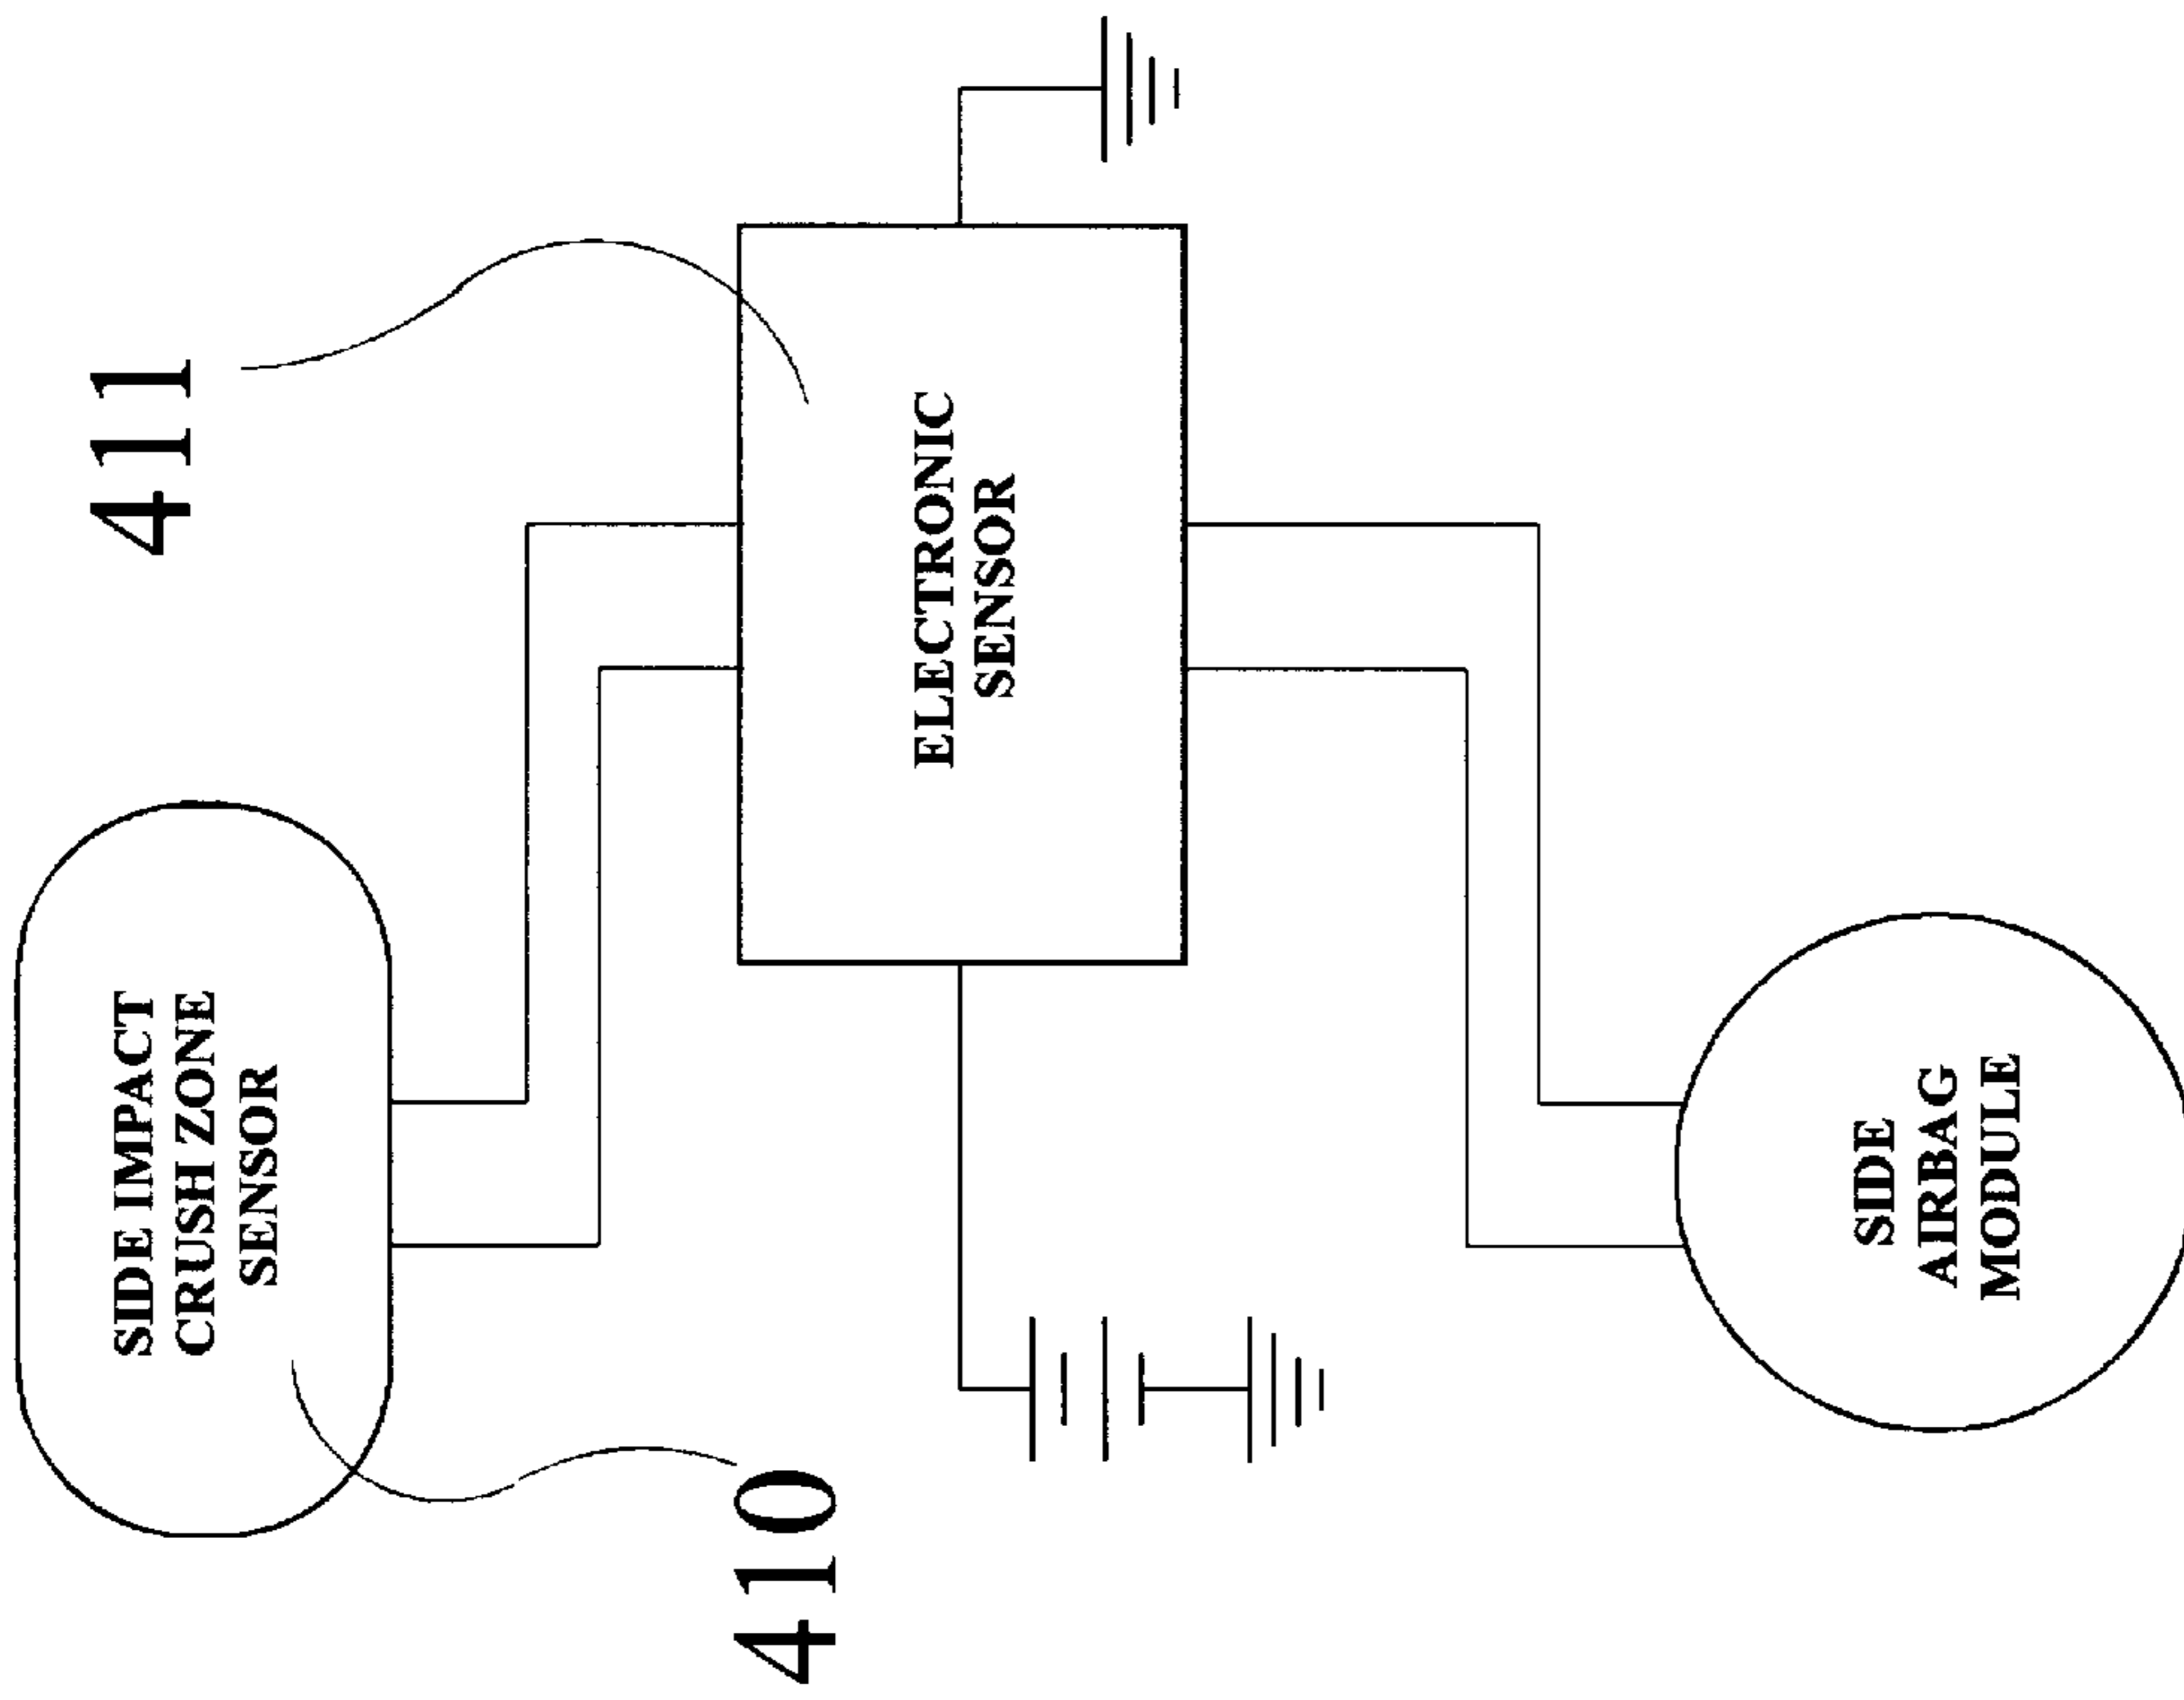 SIDE IMPACT
CRUSH ZONE
SENSOR
410
411
ELECTRONIC
SENSOR
SIDE
AIRBAG
MODULE